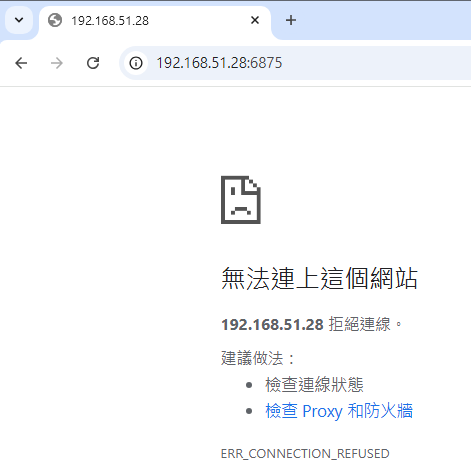 192.168.51.28
192.168.51.28:6875
無法連上這個網站
192.168.51.28 拒絕連線。
建議做法：
檢查連線狀態
檢查 Proxy 和防火牆
ERR_CONNECTION_REFUSED